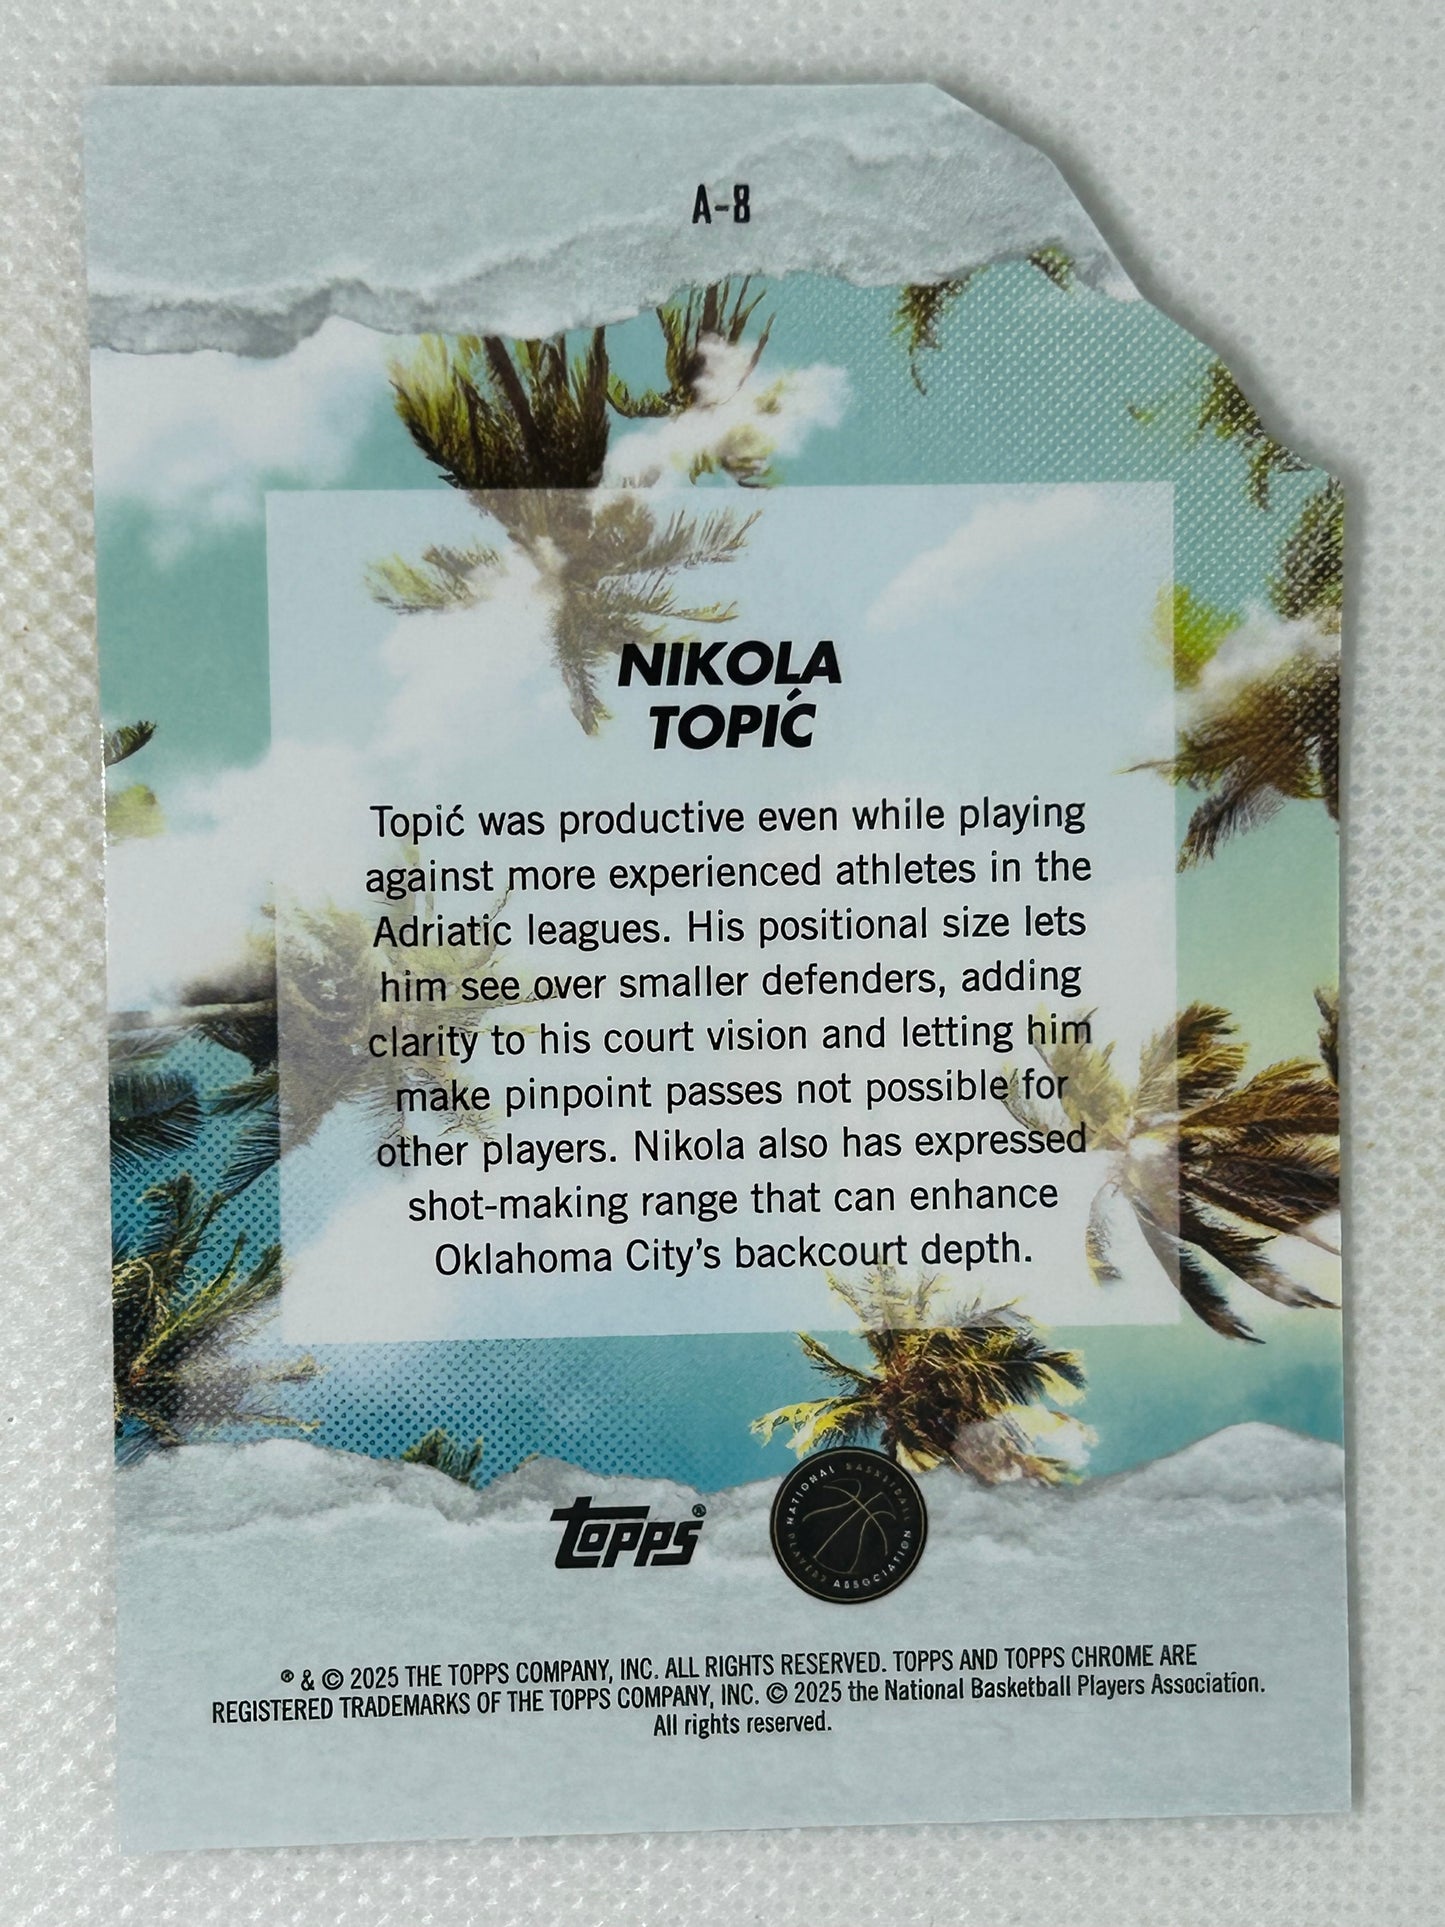 A-8
NIKOLA
TOPIĆ
Topić was productive even while playing
against more experienced athletes in the
Adriatic leagues. His positional size lets
him see over smaller defenders, adding
clarity to his court vision and letting him
make pinpoint passes not possible for
other players. Nikola also has expressed
shot-making range that can enhance
Oklahoma City's backcourt depth.
TOPPS®
NATIONAL BASKETBALL
PLAYERS ASSOCIATION
® & © 2025 THE TOPPS COMPANY, INC. ALL RIGHTS RESERVED. TOPPS AND TOPPS CHROME ARE
REGISTERED TRADEMARKS OF THE TOPPS COMPANY, INC. © 2025 the National Basketball Players Association.
All rights reserved.